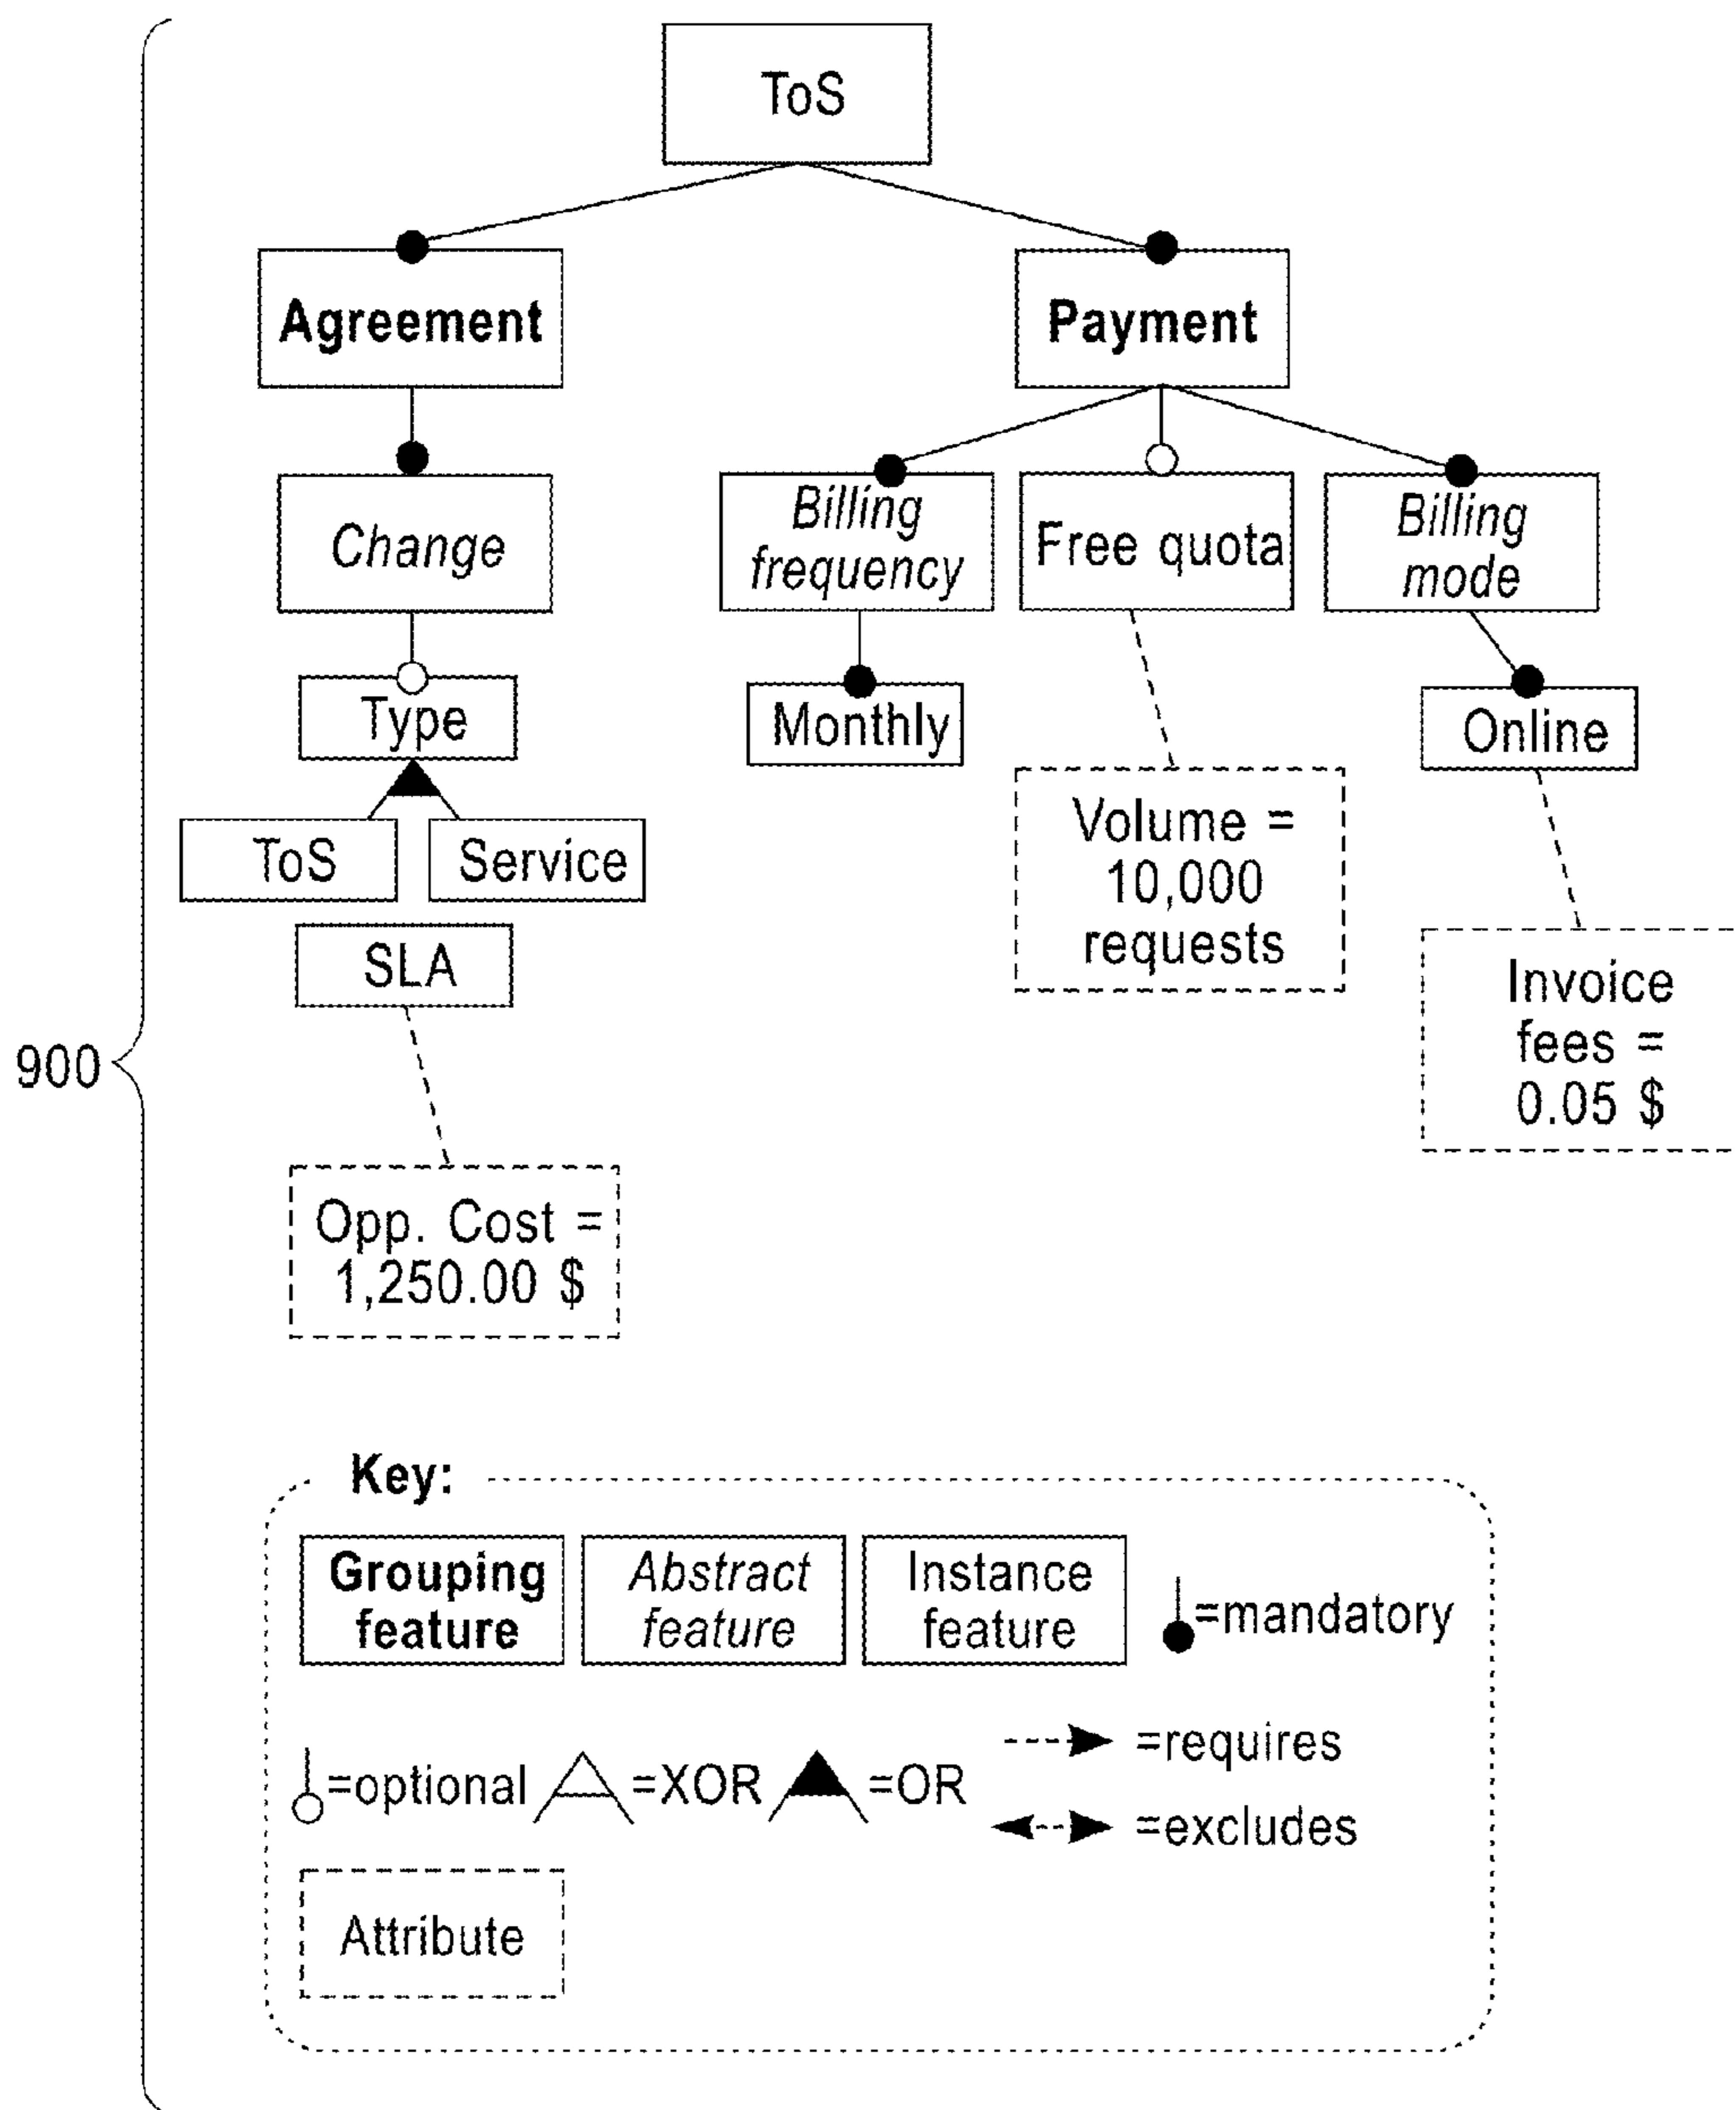 ToS
Agreement
Payment
Change
Billing
frequency
Free quota
Billing
mode
Type
Monthly
Online
ToS
Service
SLA
Volume =
10,000
requests
Invoice
fees =
0.05 $
900
Opp. Cost =
1,250.00 $
Key:
Grouping
feature
Abstract
feature
Instance
feature
=mandatory
=optional
=XOR
=OR
=requires
=excludes
Attribute